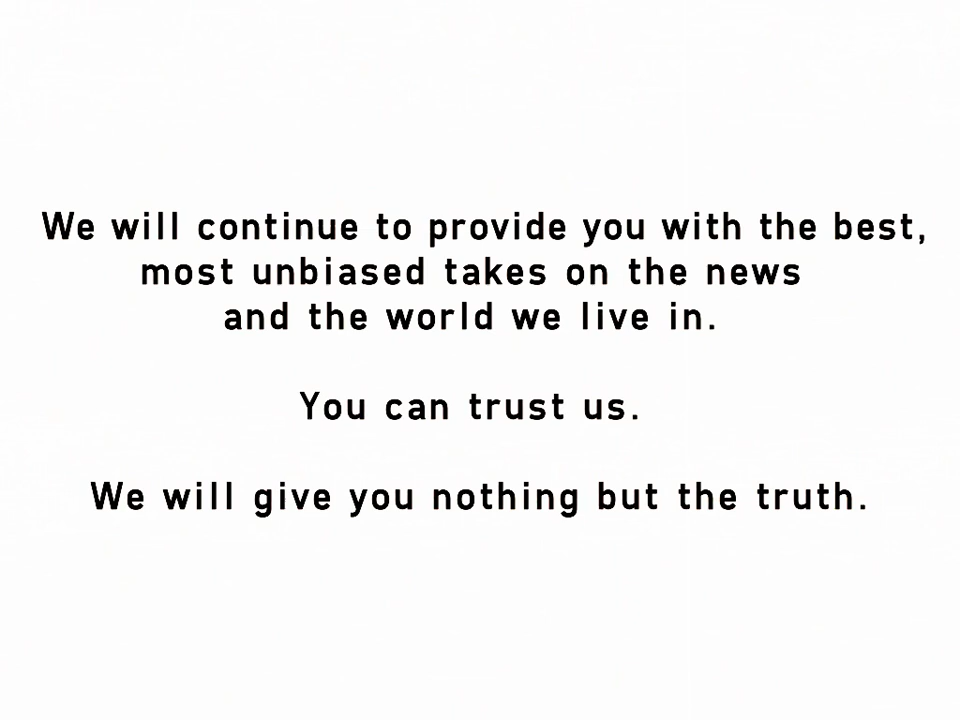 We will continue to provide you with the best,
most unbiased takes on the news
and the world we live in.
You can trust us.
We will give you nothing but the truth.